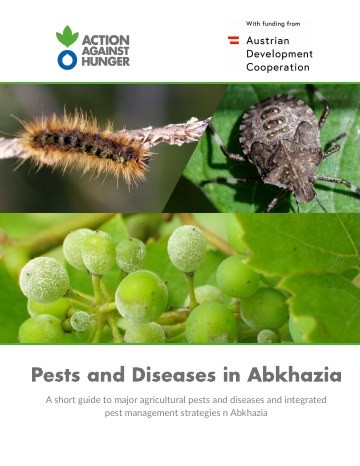 ACTION
AGAINST
HUNGER
With funding from
Austrian
Development
Cooperation
Pests and Diseases in Abkhazia
A short guide to major agricultural pests and diseases and integrated
pest management strategies n Abkhazia